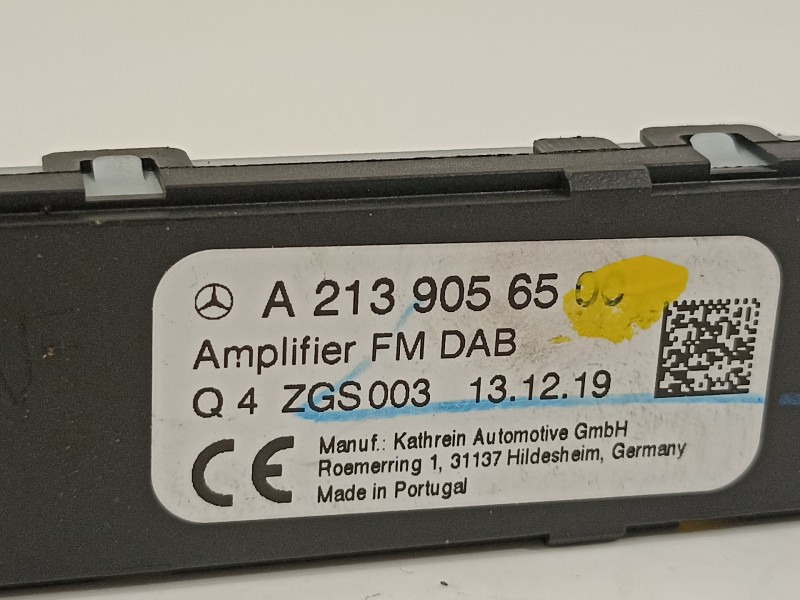 A 213 905 65 00
Amplifier FM DAB
Q 4 ZGS 003 13.12.19
CE
Manuf.: Kathrein Automotive GmbH
Roemerring 1, 31137 Hildesheim, Germany
Made in Portugal